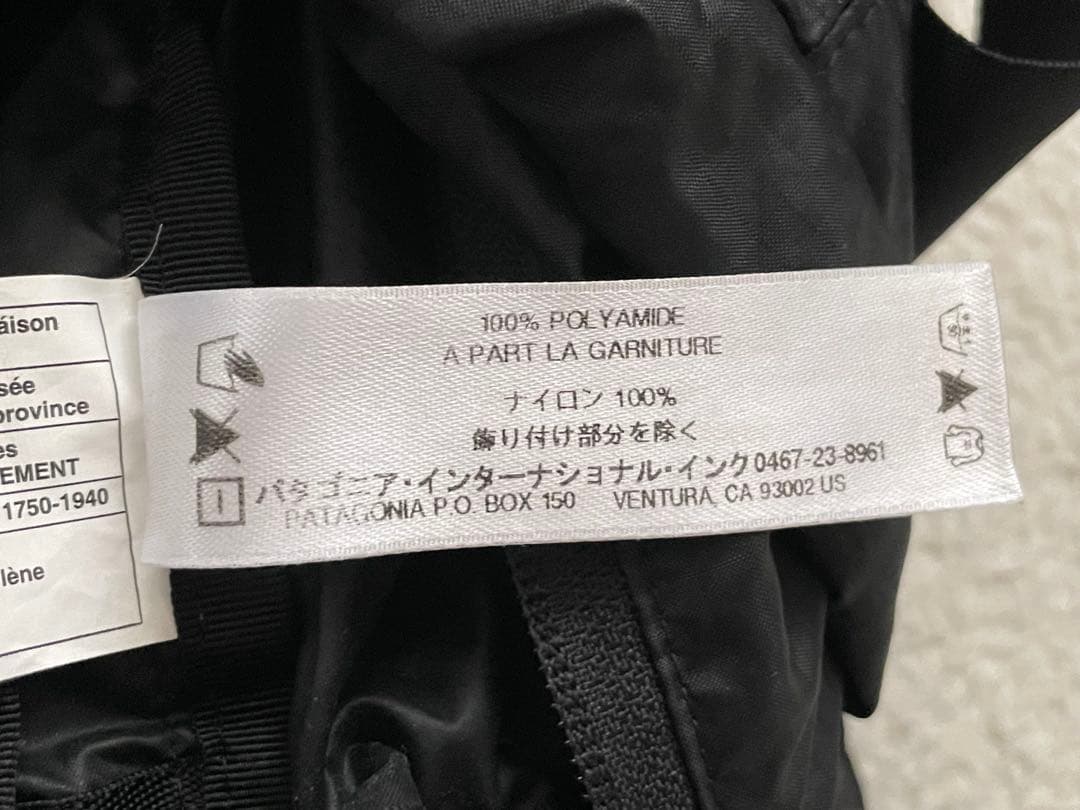 áison
sée
province
es
EMENT
1750-1940
lène
100% POLYAMIDE
A PART LA GARNITURE
ナイロン 100%
飾り付け部分を除く
パタゴニア・インターナショナル・インク 0467-23-8961
PATAGONIA P.O. BOX 150 VENTURA, CA 93002 US